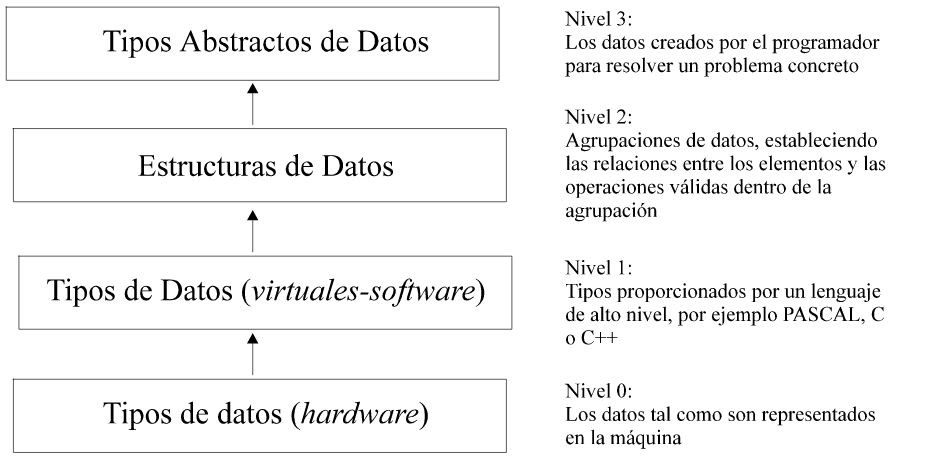 Tipos Abstractos de Datos
Nivel 3:
Los datos creados por el programador
para resolver un problema concreto
Estructuras de Datos
Nivel 2:
Agrupaciones de datos, estableciendo
las relaciones entre los elementos y las
operaciones válidas dentro de la
agrupación
Tipos de Datos (virtuales-software)
Nivel 1:
Tipos proporcionados por un lenguaje
de alto nivel, por ejemplo PASCAL, C
o C++
Tipos de datos (hardware)
Nivel 0:
Los datos tal como son representados
en la máquina